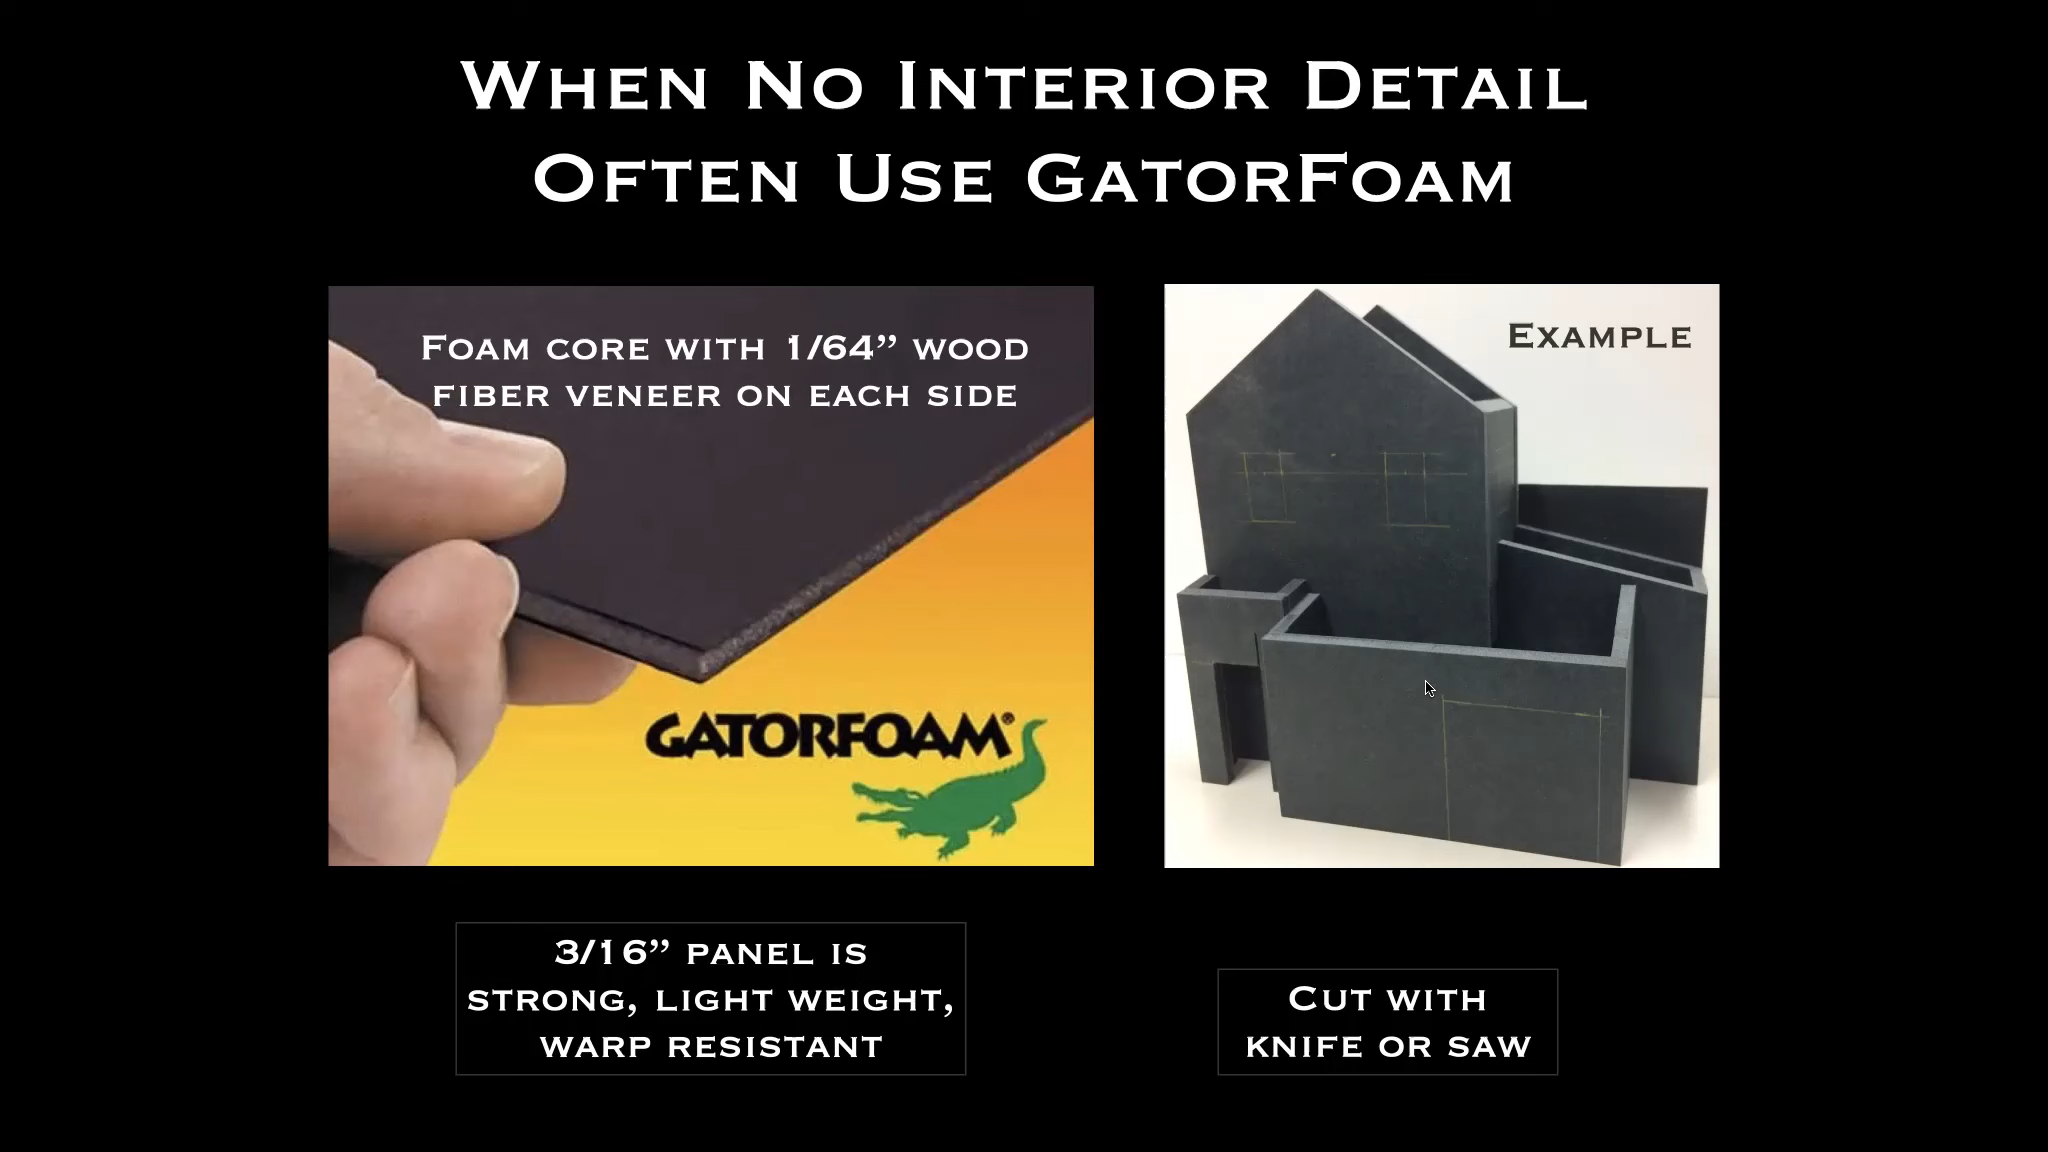 When No Interior Detail
Often Use GatorFoam
Foam core with 1/64” wood
fiber veneer on each side
GATORFOAM®
Example
3/16” panel is
strong, light weight,
warp resistant
Cut with
knife or saw